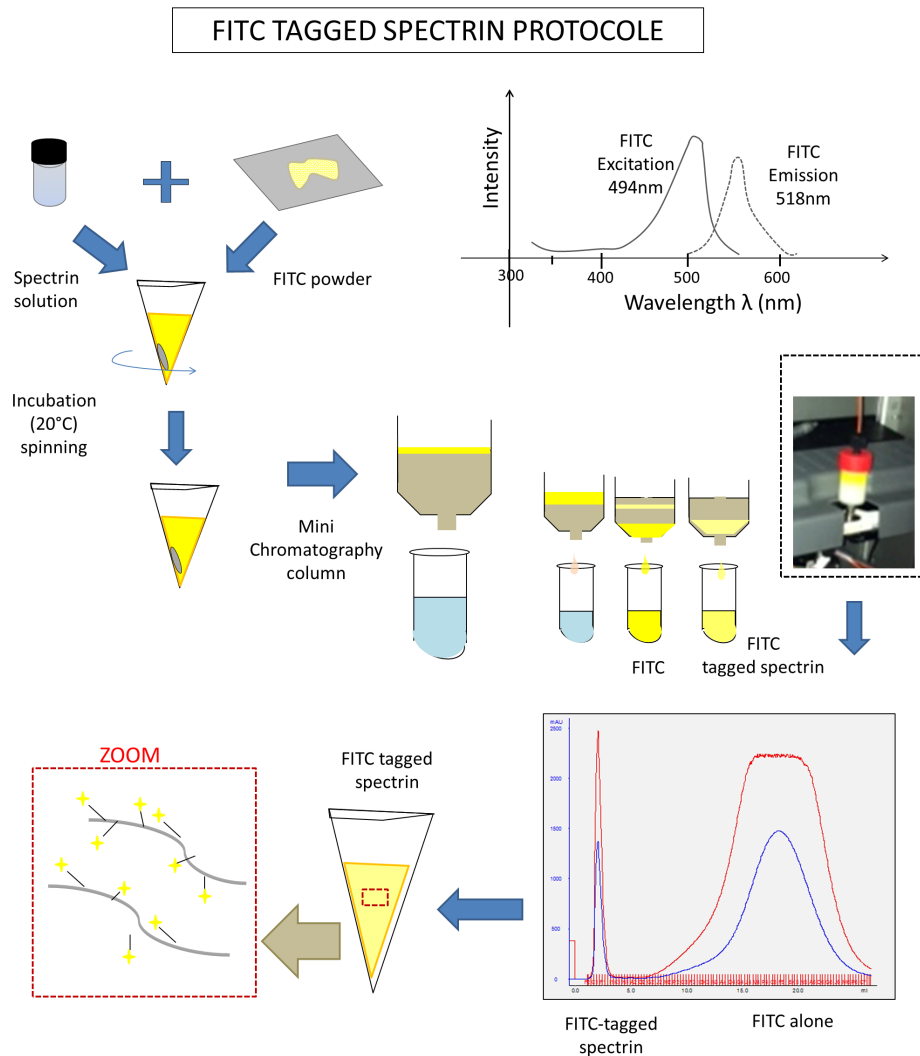 FITC TAGGED SPECTRIN PROTOCOLE
Intensity
FITC
Excitation
494nm
FITC
Emission
518nm
300
400
500
600
Wavelength λ (nm)
Spectrin
solution
FITC powder
Incubation
(20°C)
spinning
Mini
Chromatography
column
FITC
FITC
tagged spectrin
ZOOM
FITC tagged
spectrin
mAU
2500
2000
1500
1000
500
0
0.0
5.0
10.0
15.0
20.0
ml
FITC-tagged
spectrin
FITC alone